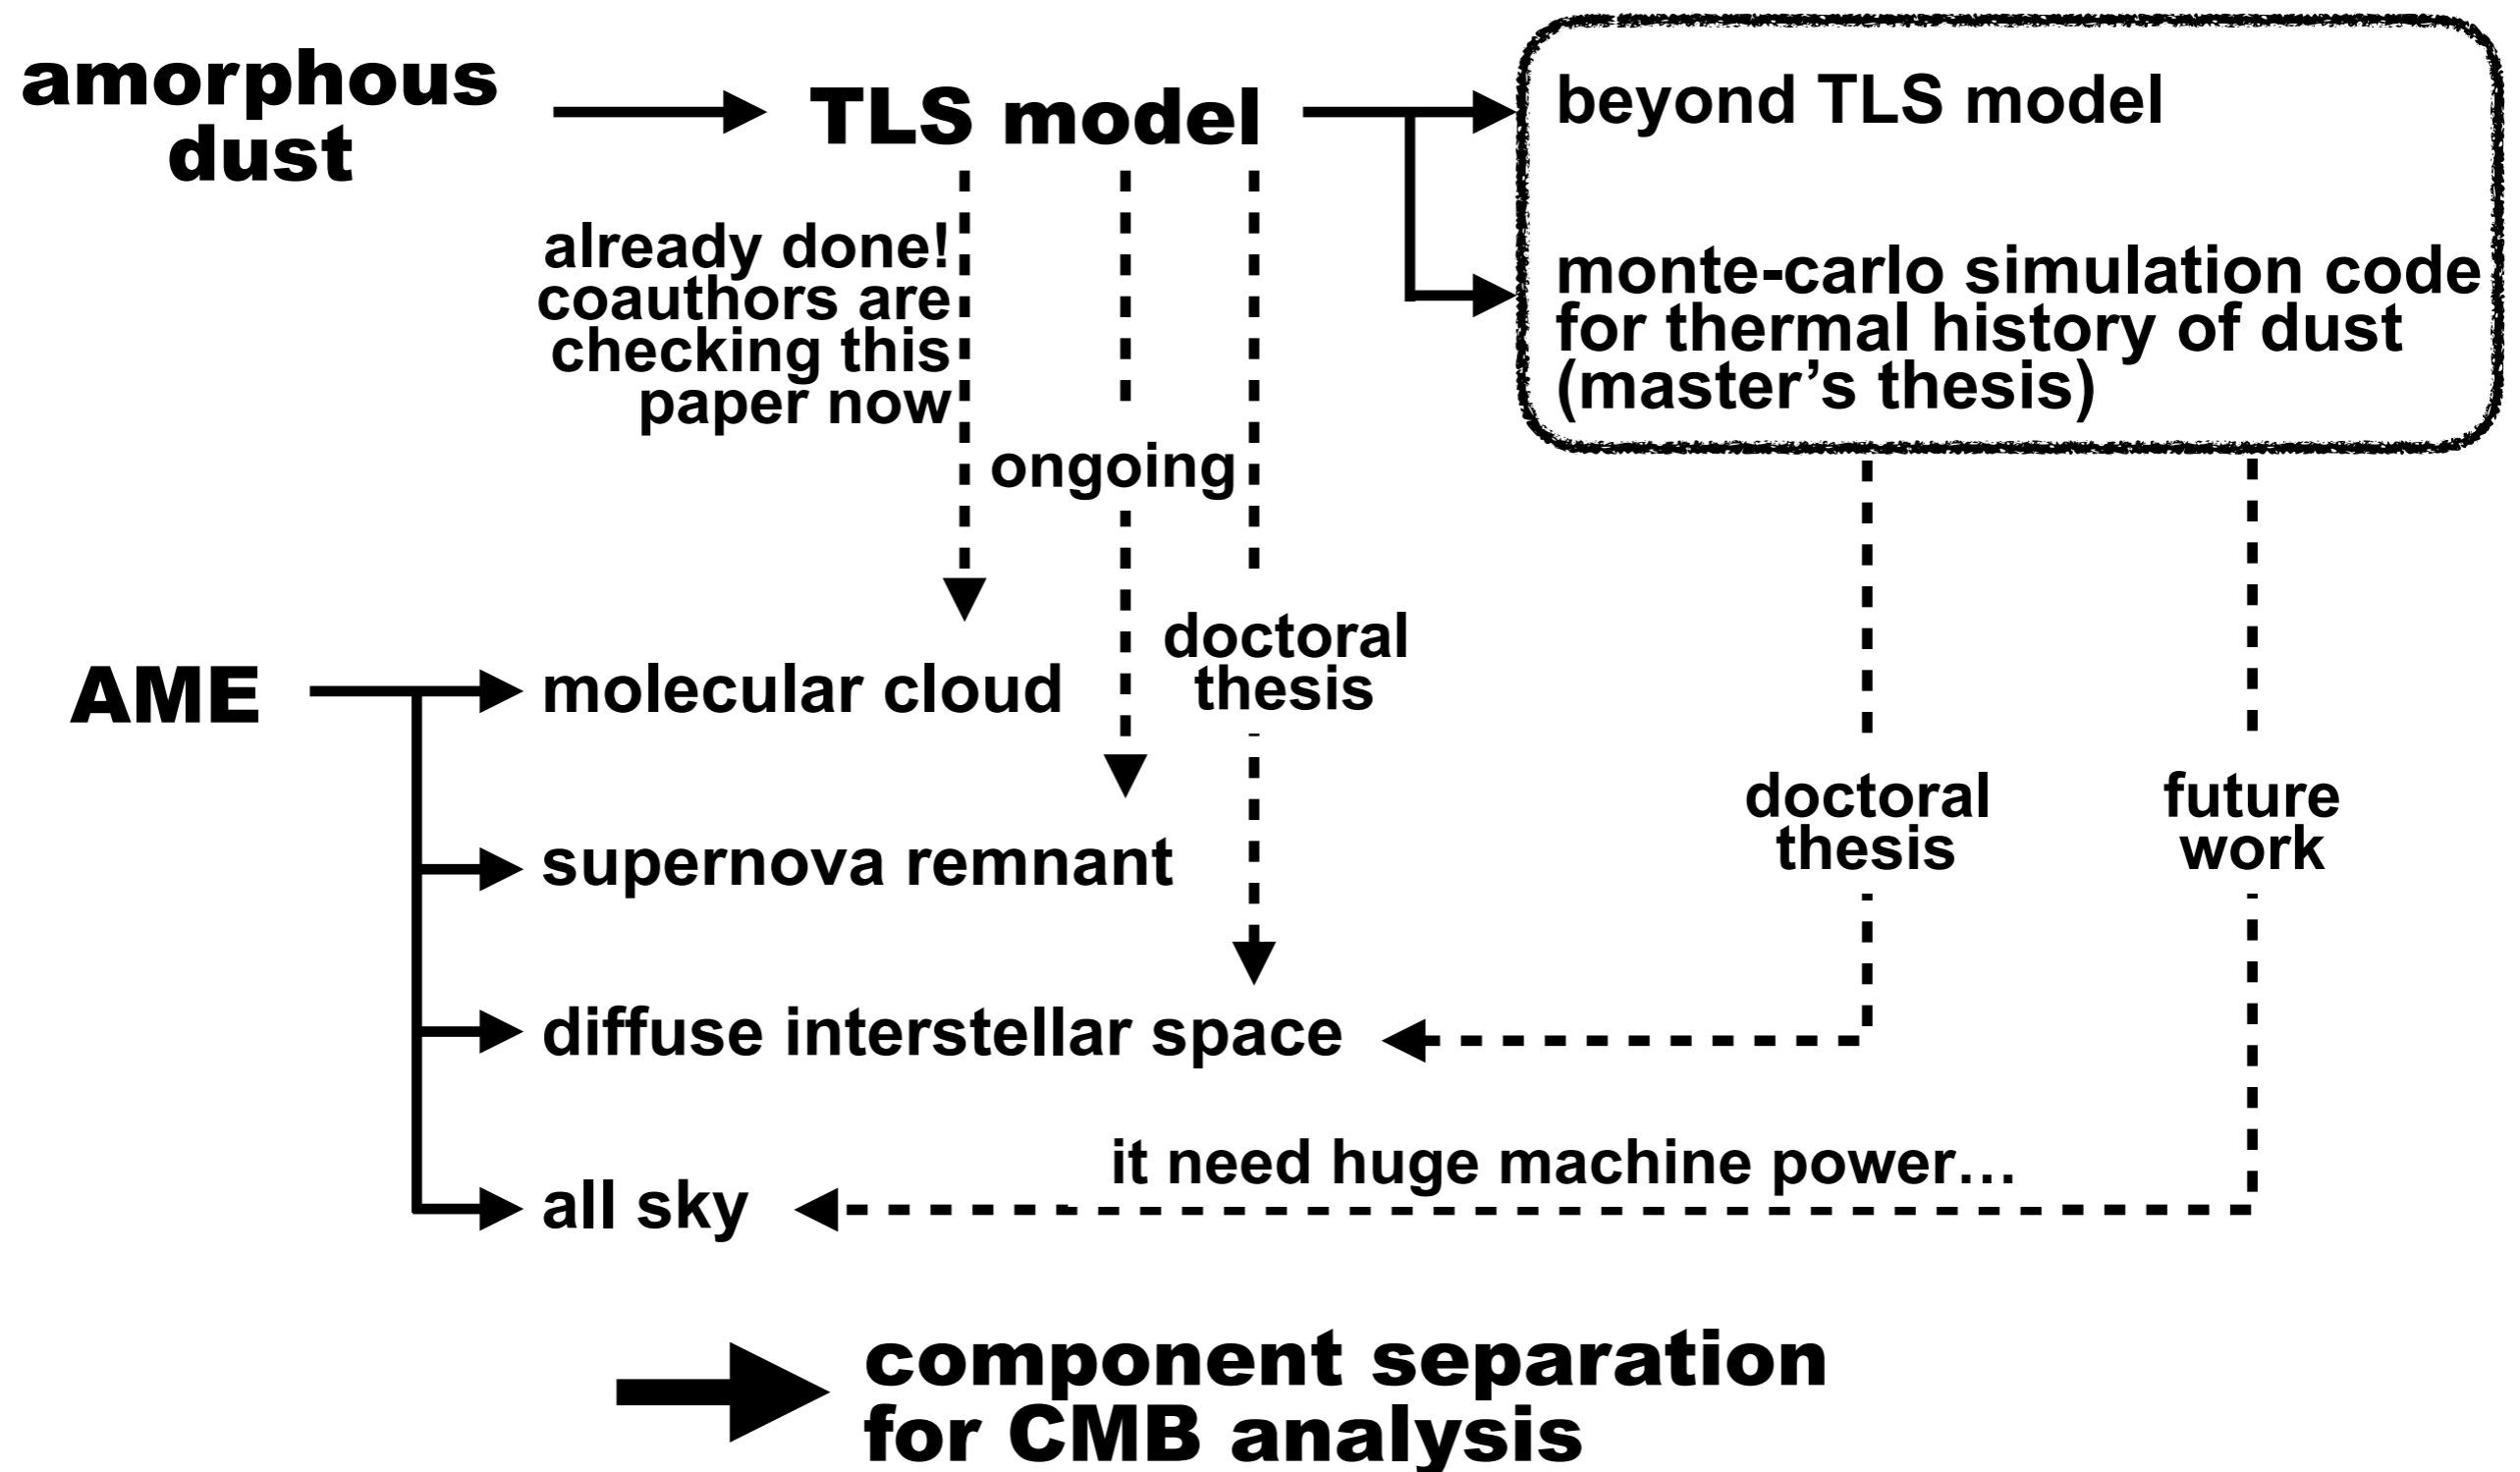 amorphous
dust
TLS model
beyond TLS model
monte-carlo simulation code
for thermal history of dust
(master’s thesis)
already done!
coauthors are
checking this
paper now
ongoing
doctoral
thesis
doctoral
thesis
future
work
AME
molecular cloud
supernova remnant
diffuse interstellar space
it need huge machine power…
all sky
component separation
for CMB analysis